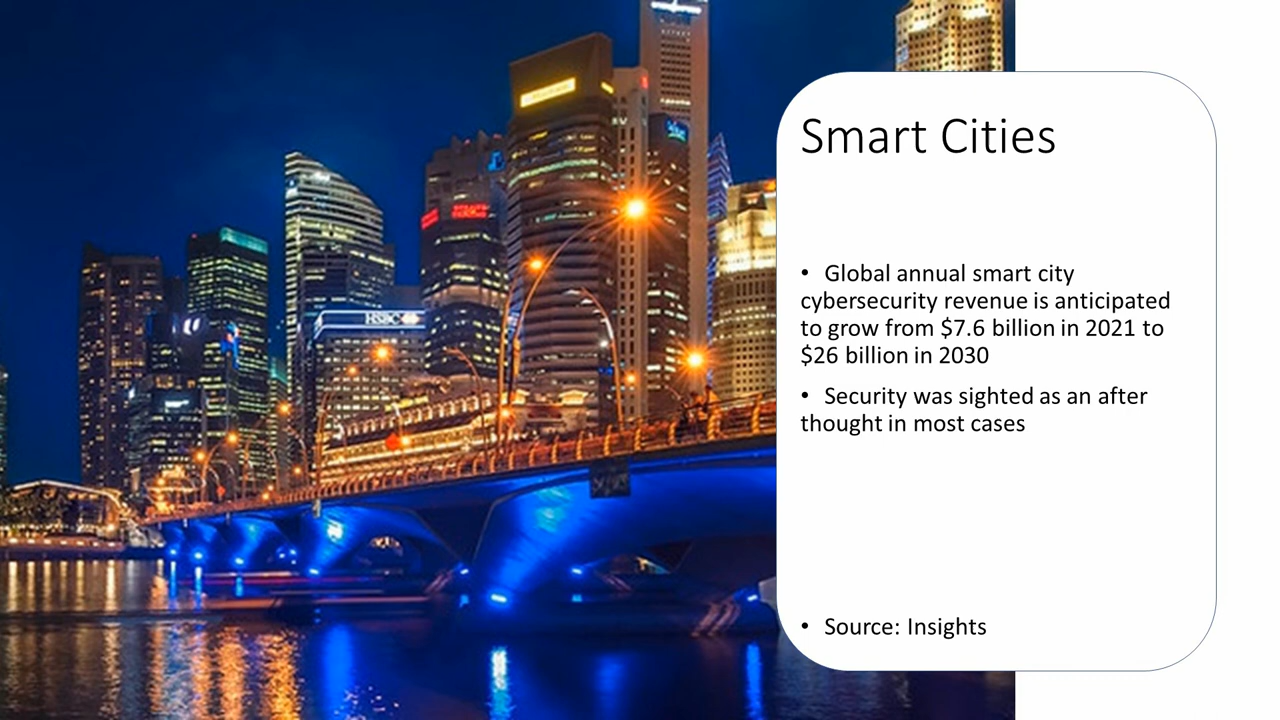 Smart Cities
• Global annual smart city
cybersecurity revenue is anticipated
to grow from $7.6 billion in 2021 to
$26 billion in 2030
• Security was sighted as an after
thought in most cases
• Source: Insights
HSBC